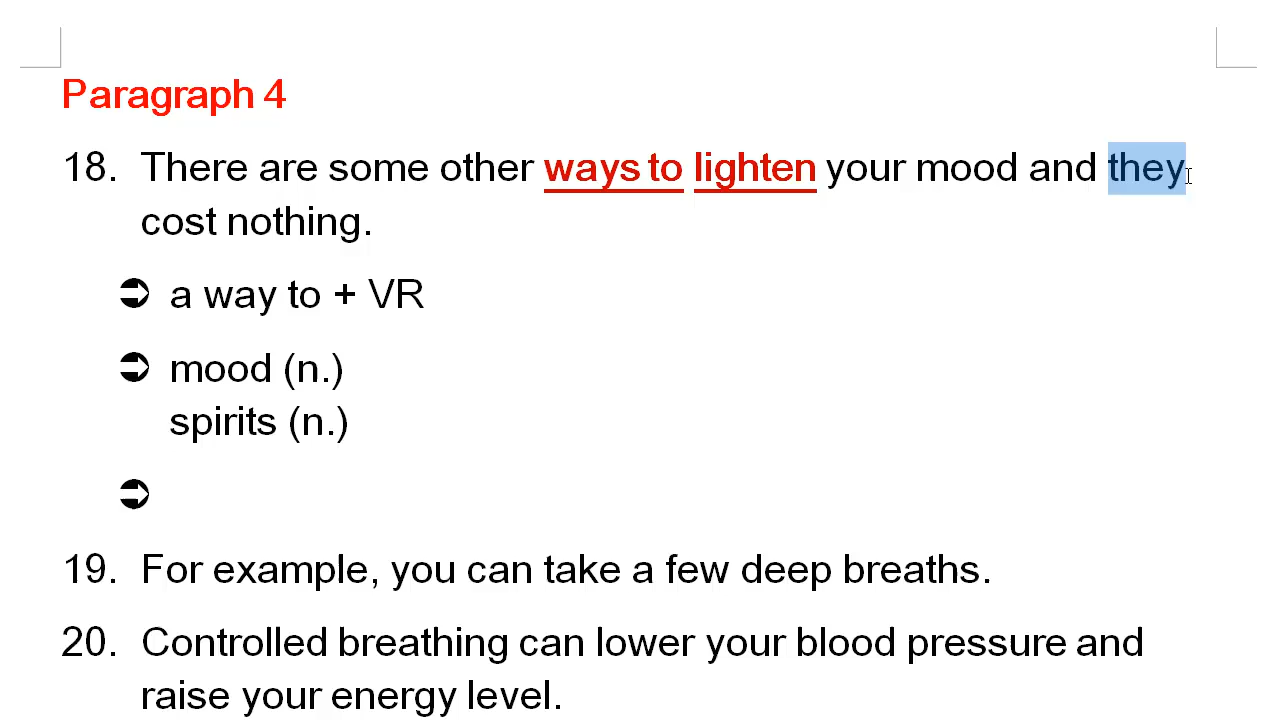 Paragraph 4
18. There are some other ways to lighten your mood and they
cost nothing.
➲ a way to + VR
➲ mood (n.)
spirits (n.)
➲
19. For example, you can take a few deep breaths.
20. Controlled breathing can lower your blood pressure and
raise your energy level.